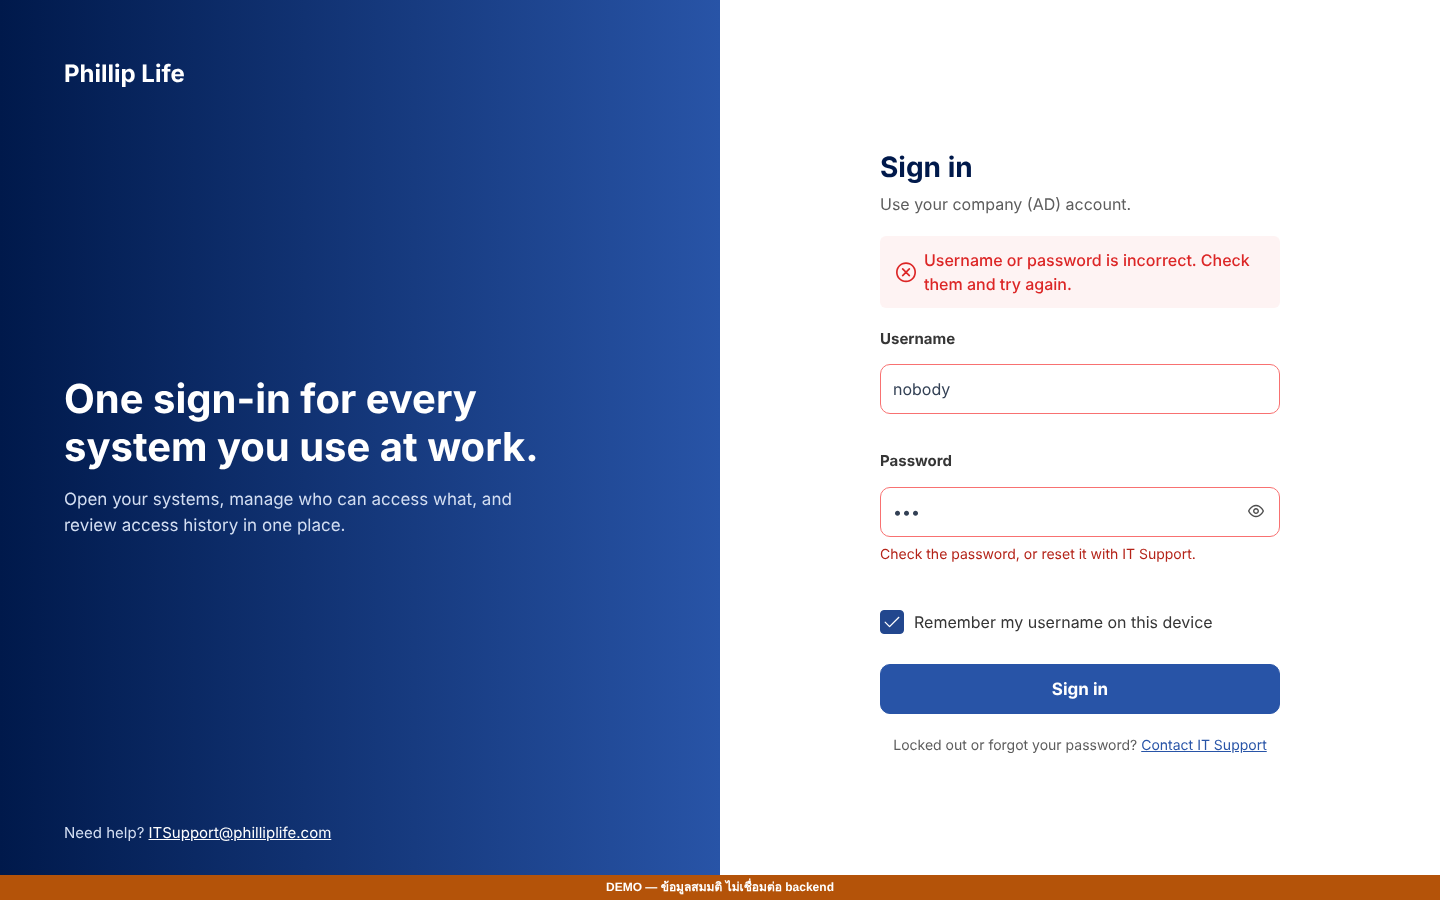 Phillip Life
One sign-in for every
system you use at work.
Open your systems, manage who can access what, and
review access history in one place.
Need help? ITSupport@philliplife.com
Sign in
Use your company (AD) account.
Username or password is incorrect. Check
them and try again.
Username
nobody
Password
•••
Check the password, or reset it with IT Support.
Remember my username on this device
Sign in
Locked out or forgot your password? Contact IT Support
DEMO — ข้อมูลสมมติ ไม่เชื่อมต่อ backend